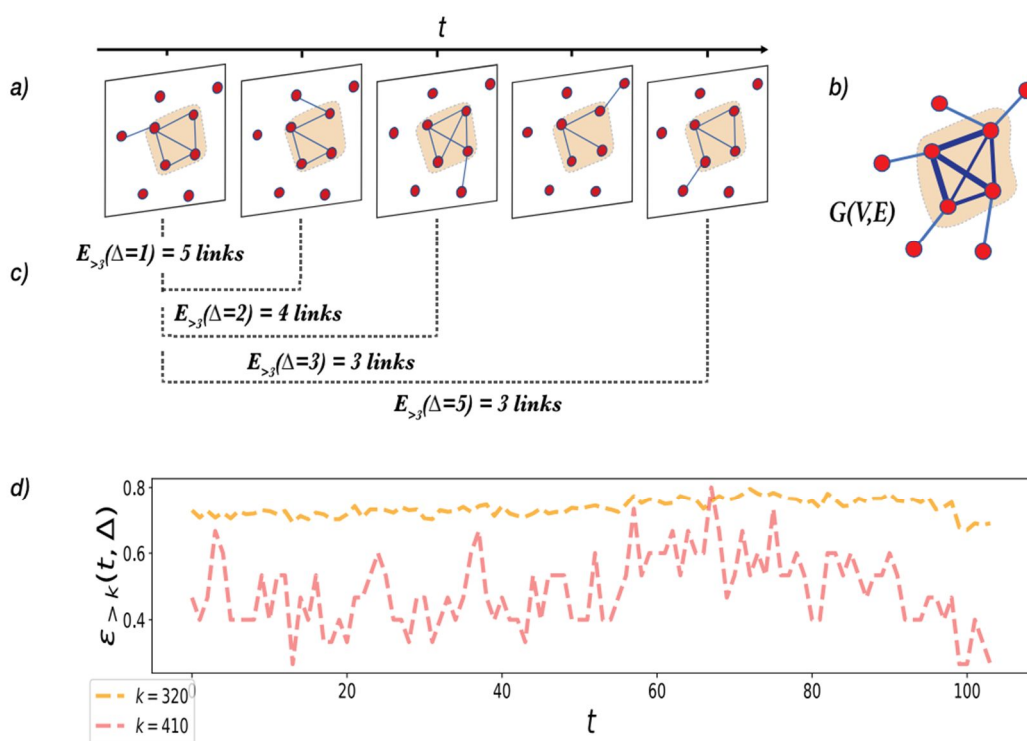 t
a)
b)
G(V,E)
E>3(Δ=1) = 5 links
c)
E>3(Δ=2) = 4 links
E>3(Δ=3) = 3 links
E>3(Δ=5) = 3 links
d)
0.8
0.6
0.4
ε>k(t, Δ)
0 20 40 60 80 100
t
k = 320
k = 410